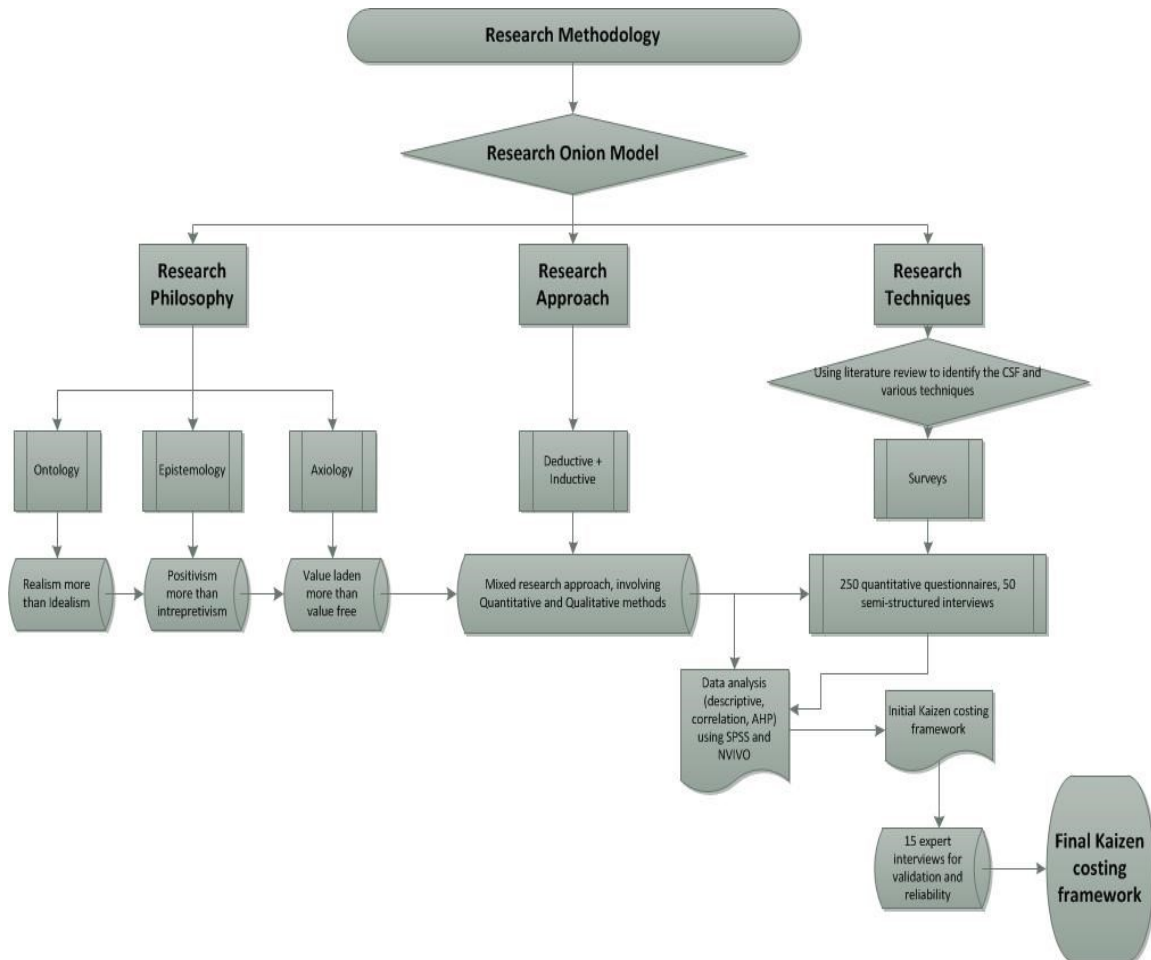 Research Methodology
Research Onion Model
Research
Philosophy
Research
Approach
Research
Techniques
Using literature review to identify the CSF and
various techniques
Ontology
Epistemology
Axiology
Deductive +
Inductive
Surveys
Realism more
than Idealism
Positivism
more than
intrepretivism
Value laden
more than
value free
Mixed research approach, involving
Quantitative and Qualitative methods
250 quantitative questionnaires, 50
semi-structured interviews
Data analysis
(descriptive,
correlation, AHP)
using SPSS and
NVIVO
Initial Kaizen costing
framework
15 expert
interviews for
validation and
reliability
Final Kaizen
costing
framework